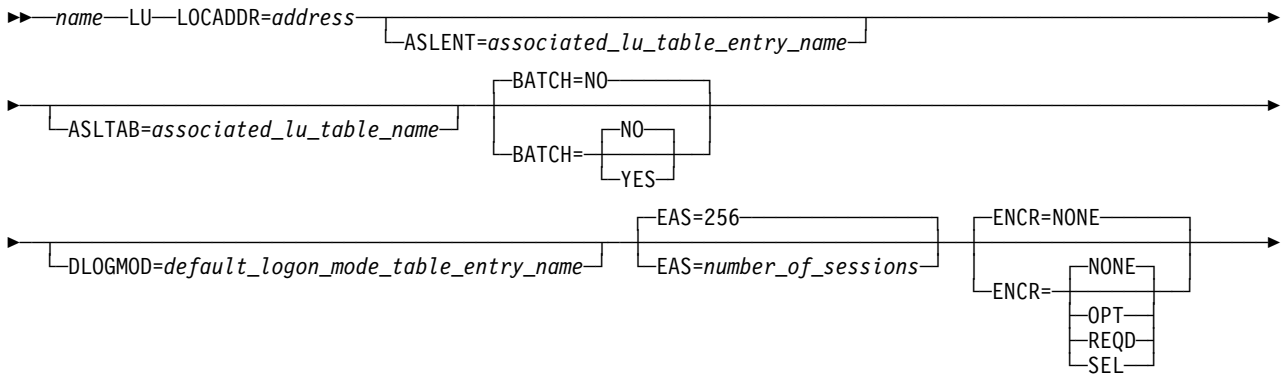 name LU LOCADDR=address
ASLENT=associated_lu_table_entry_name
BATCH=NO
ASLTAB=associated_lu_table_name
NO
BATCH=
YES
EAS=256
ENCR=NONE
DLOGMOD=default_logon_mode_table_entry_name
EAS=number_of_sessions
NONE
ENCR=
OPT
REQD
SEL